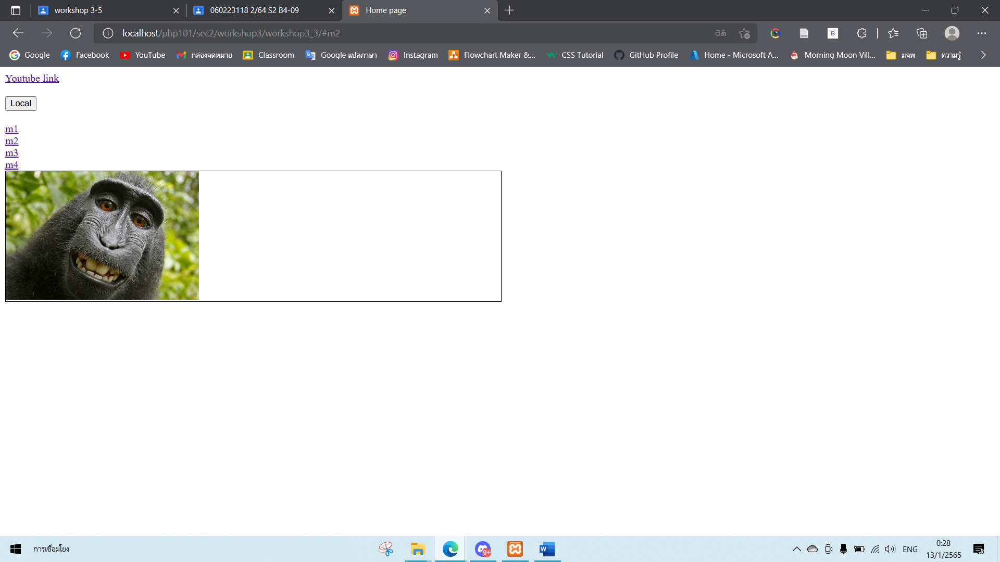 workshop 3-5
060223118 2/64 S2 B4-09
Home page
localhost/php101/sec2/workshop3/workshop3_3/#m2
Google
Facebook
YouTube
กล่องจดหมาย
Classroom
Google แปลภาษา
Instagram
Flowchart Maker &...
CSS Tutorial
GitHub Profile
Home - Microsoft A...
Morning Moon Vill...
มจพ
ความรู้
Youtube link
Local
m1
m2
m3
m4
การเชื่อมโยง
9+
ENG
0:28
13/1/2565